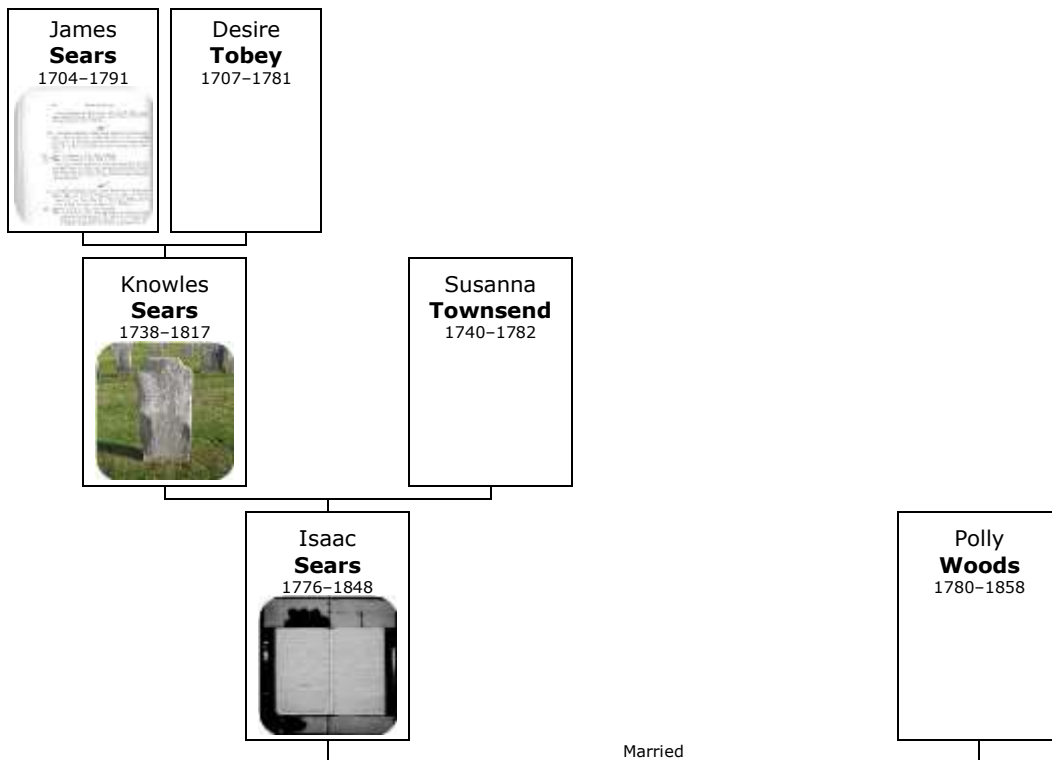 James
Sears
1704–1791
Desire
Tobey
1707–1781
Knowles
Sears
1738–1817
Susanna
Townsend
1740–1782
Isaac
Sears
1776–1848
Polly
Woods
1780–1858
Married